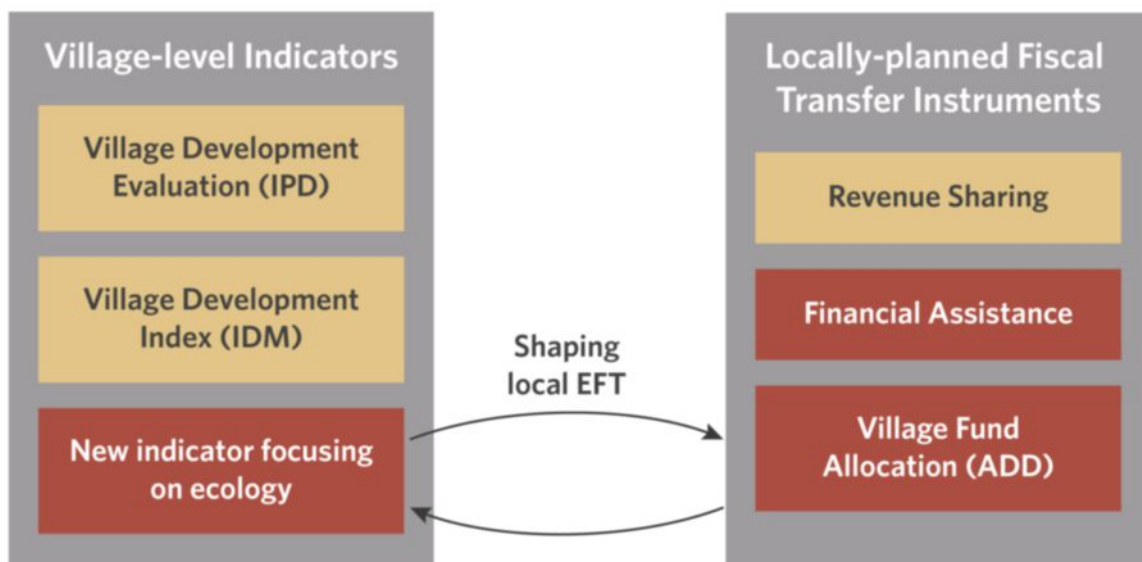 Village-level Indicators
Village Development
Evaluation (IPD)
Village Development
Index (IDM)
New indicator focusing
on ecology
Shaping
local EFT
Locally-planned Fiscal
Transfer Instruments
Revenue Sharing
Financial Assistance
Village Fund
Allocation (ADD)